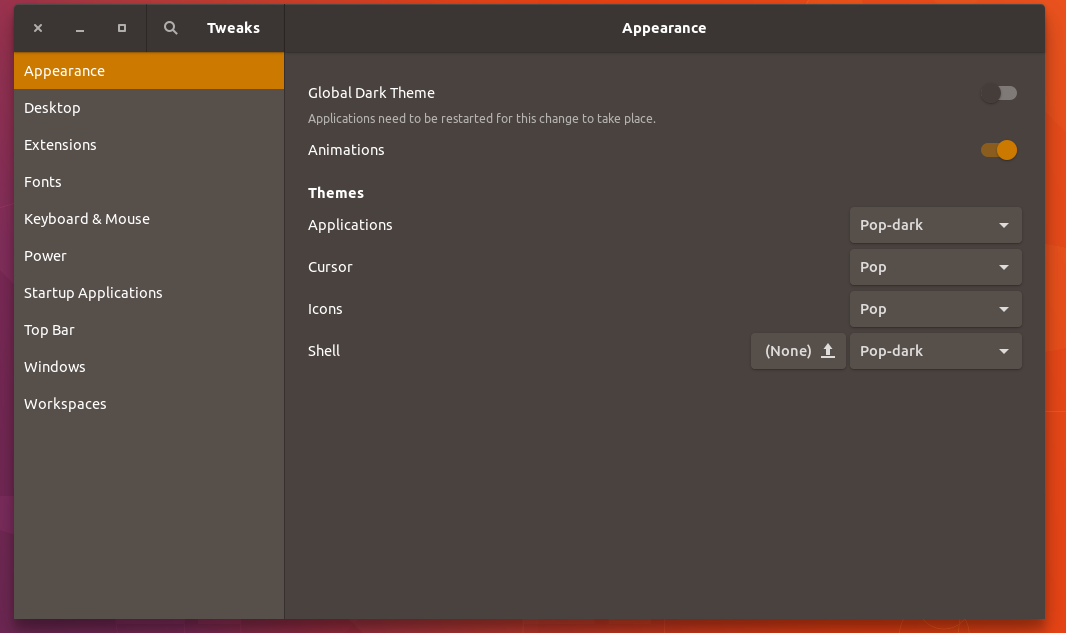 Tweaks
Appearance
Appearance
Desktop
Extensions
Fonts
Keyboard & Mouse
Power
Startup Applications
Top Bar
Windows
Workspaces
Global Dark Theme
Applications need to be restarted for this change to take place.
Animations
Themes
Applications Pop-dark
Cursor Pop
Icons Pop
Shell (None) Pop-dark